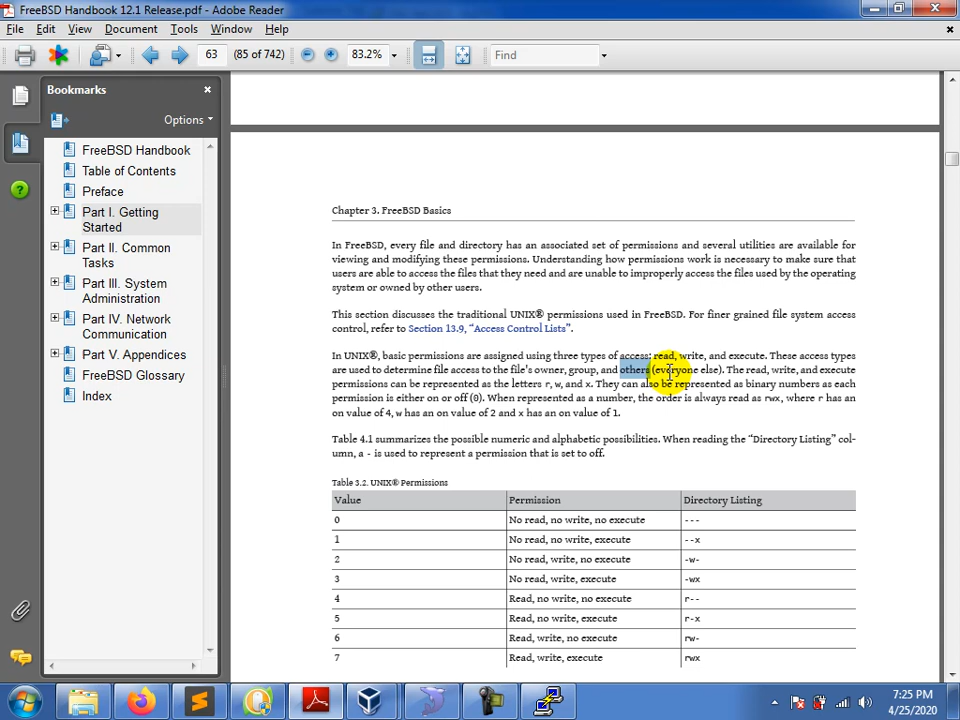 FreeBSD Handbook 12.1 Release.pdf - Adobe Reader
File Edit View Document Tools Window Help
63 (85 of 742) 83.2% Find
Bookmarks
Options
FreeBSD Handbook
Table of Contents
Preface
Part I. Getting
Started
Part II. Common
Tasks
Part III. System
Administration
Part IV. Network
Communication
Part V. Appendices
FreeBSD Glossary
Index
Chapter 3. FreeBSD Basics
In FreeBSD, every file and directory has an associated set of permissions and several utilities are available for
viewing and modifying these permissions. Understanding how permissions work is necessary to make sure that
users are able to access the files that they need and are unable to improperly access the files used by the operating
system or owned by other users.
This section discusses the traditional UNIX® permissions used in FreeBSD. For finer grained file system access
control, refer to Section 13.9, “Access Control Lists”.
In UNIX®, basic permissions are assigned using three types of access: read, write, and execute. These access types
are used to determine file access to the file's owner, group, and others (everyone else). The read, write, and execute
permissions can be represented as the letters r, w, and x. They can also be represented as binary numbers as each
permission is either on or off (0). When represented as a number, the order is always read as rwx, where r has an
on value of 4, w has an on value of 2 and x has an on value of 1.
Table 4.1 summarizes the possible numeric and alphabetic possibilities. When reading the “Directory Listing” col-
umn, a - is used to represent a permission that is set to off.
Table 3.2. UNIX® Permissions
Value Permission Directory Listing
0 No read, no write, no execute ---
1 No read, no write, execute --x
2 No read, write, no execute -w-
3 No read, write, execute -wx
4 Read, no write, no execute r--
5 Read, no write, execute r-x
6 Read, write, no execute rw-
7 Read, write, execute rwx
7:25 PM
4/25/2020